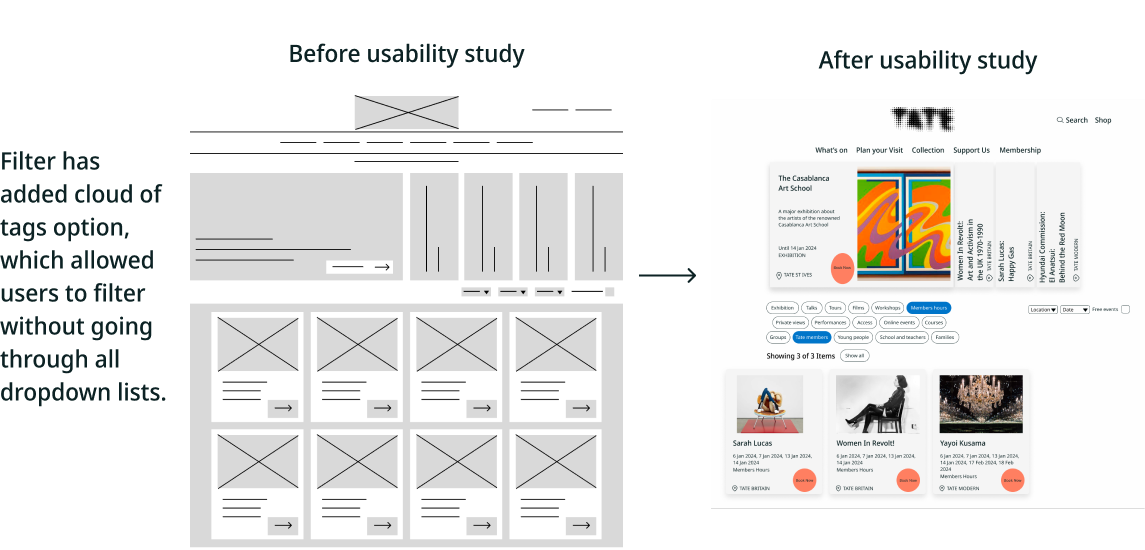 Before usability study
After usability study
Filter has
added cloud of
tags option,
which allowed
users to filter
without going
through all
dropdown lists.
TATE
Search Shop
What's on Plan your Visit Collection Support Us Membership
The Casablanca
Art School
A major exhibition about
the artists of the renowned
Casablanca Art School
Until 14 Jan 2024
EXHIBITION
TATE ST IVES
Book Now
Women In Revolt:
Art and Activism in
the UK 1970-1990
TATE BRITAIN
Sarah Lucas:
Happy Gas
TATE BRITAIN
Hyundai Commission:
El Anatsui:
Behind the Red Moon
TATE MODERN
Exhibition Talks Tours Films Workshops Members hours
Private views Performances Access Online events Courses
Groups Tate members Young people School and teachers Families
Location Date Free events
Showing 3 of 3 Items Show all
Sarah Lucas
6 Jan 2024, 7 Jan 2024, 13 Jan 2024,
14 Jan 2024
Members Hours
Book Now
TATE BRITAIN
Women In Revolt!
6 Jan 2024, 7 Jan 2024, 13 Jan 2024,
14 Jan 2024
Members Hours
Book Now
TATE BRITAIN
Yayoi Kusama
6 Jan 2024, 7 Jan 2024, 13 Jan 2024,
14 Jan 2024, 17 Feb 2024, 18 Feb
2024
Members Hours
Book Now
TATE MODERN